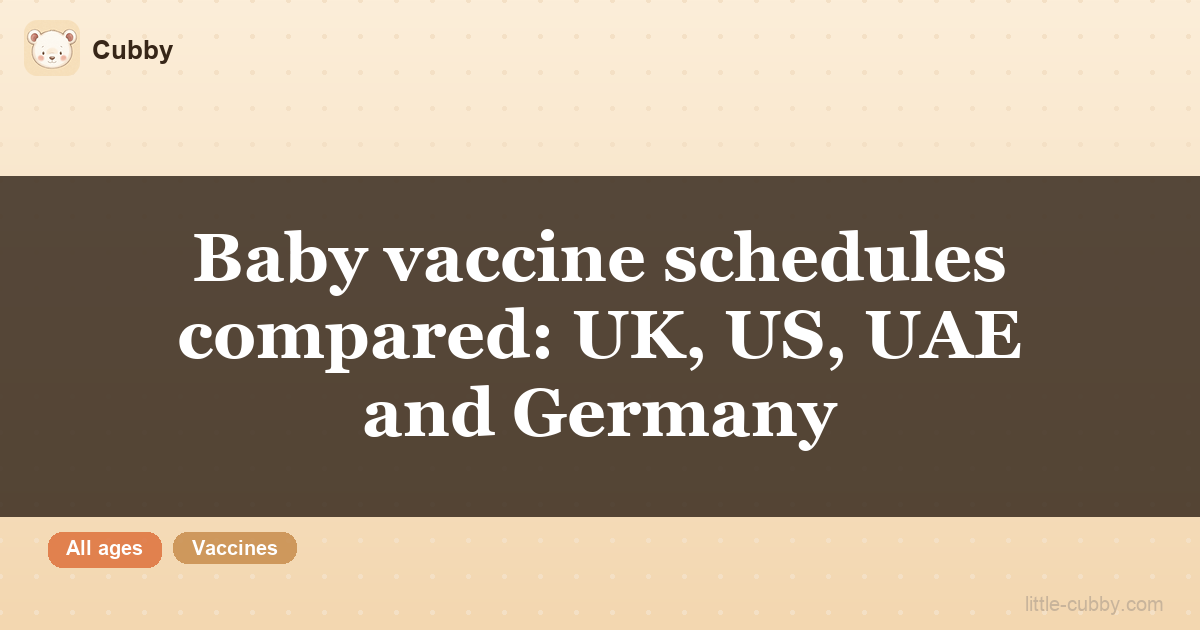 Cubby
Baby vaccine schedules
compared: UK, US, UAE
and Germany
All ages
Vaccines
little-cubby.com